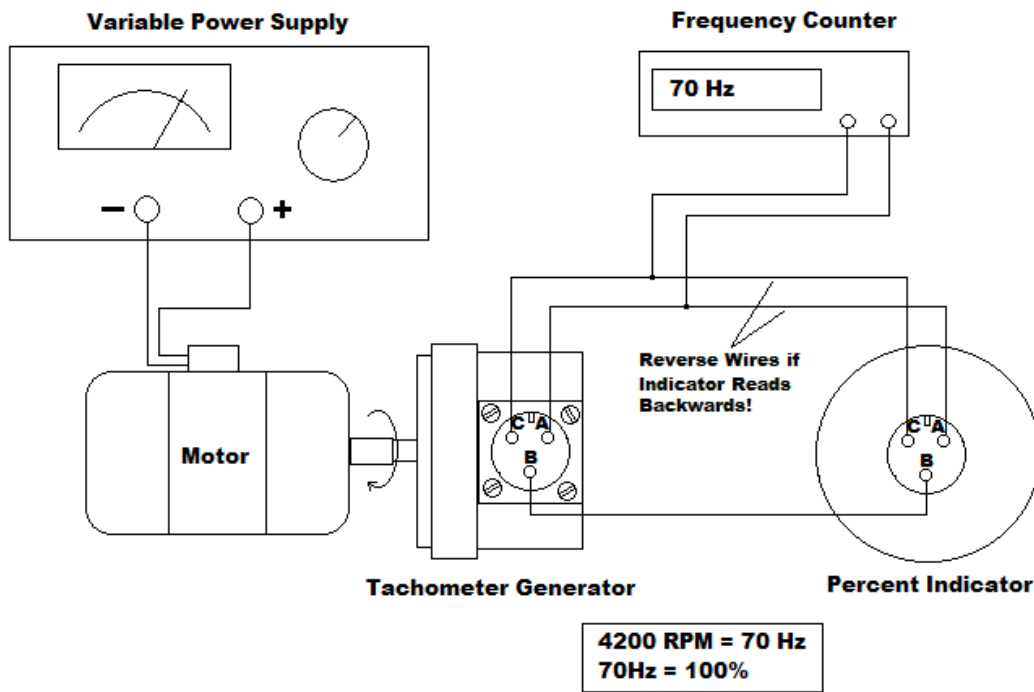 Variable Power Supply
Frequency Counter
70 Hz
− +
Reverse Wires if
Indicator Reads
Backwards!
Motor
C A
B
C A
B
Tachometer Generator
Percent Indicator
4200 RPM = 70 Hz
70Hz = 100%